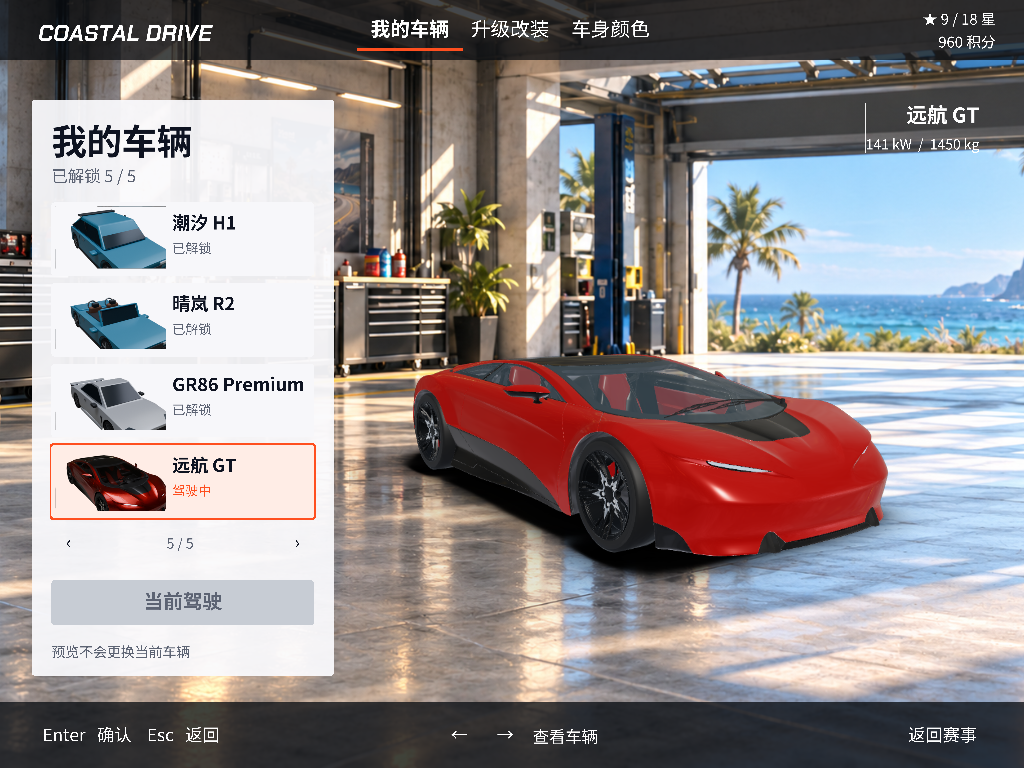 COASTAL DRIVE
我的车辆 升级改装 车身颜色
★ 9 / 18 星
960 积分
远航 GT
141 kW / 1450 kg
我的车辆
已解锁 5 / 5
潮汐 H1
已解锁
晴岚 R2
已解锁
GR86 Premium
已解锁
远航 GT
驾驶中
‹ 5 / 5 ›
当前驾驶
预览不会更换当前车辆
Enter 确认 Esc 返回
← → 查看车辆
返回赛事